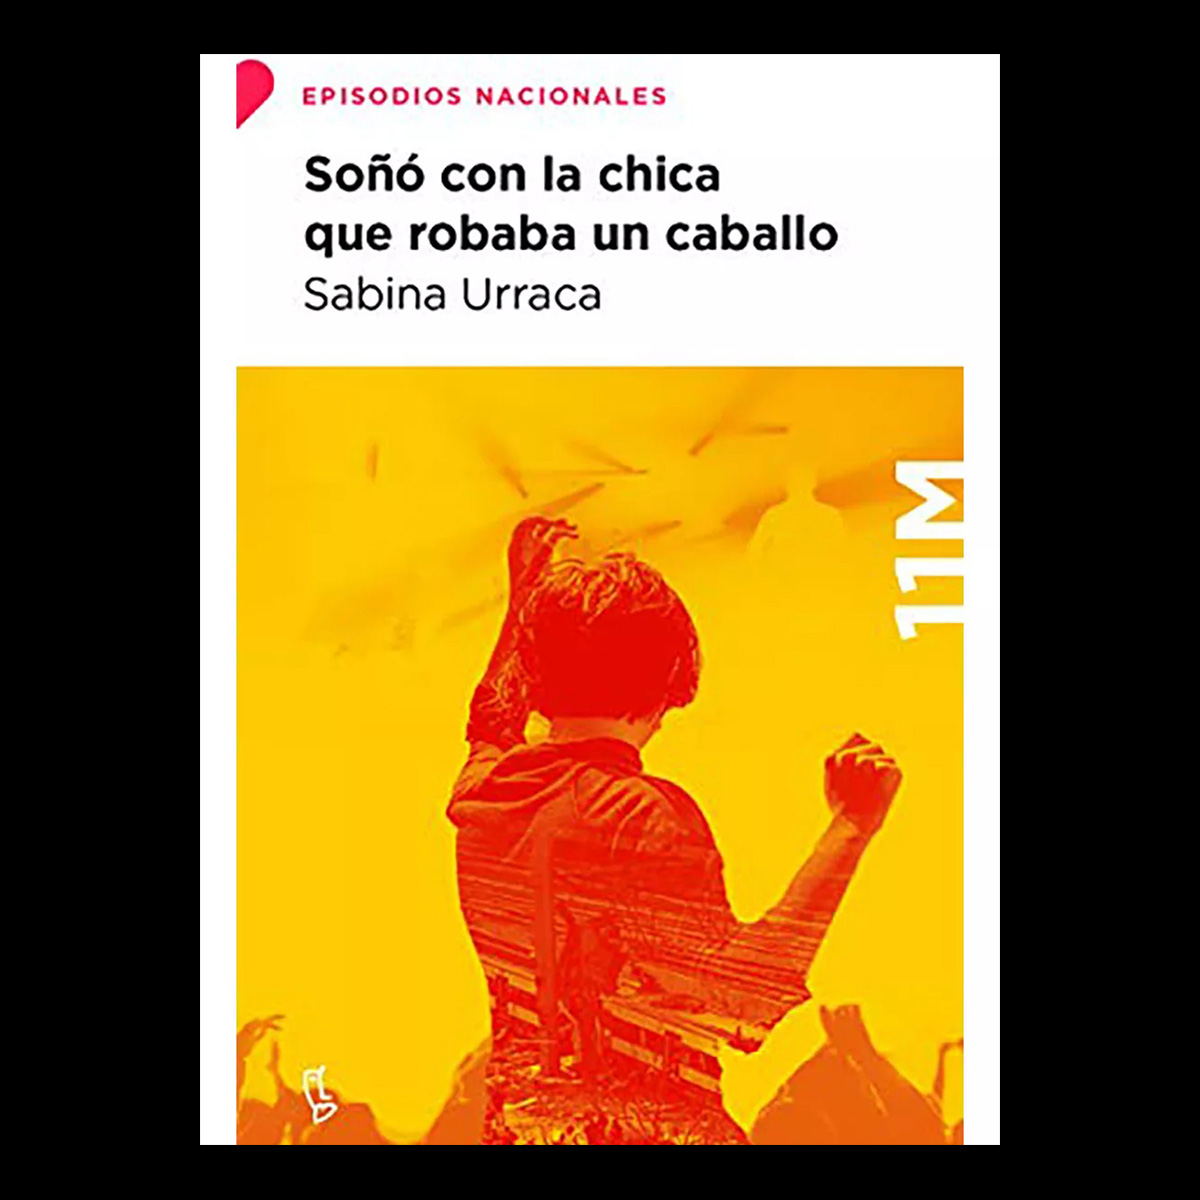 EPISODIOS NACIONALES
Soñó con la chica
que robaba un caballo
Sabina Urraca
11M